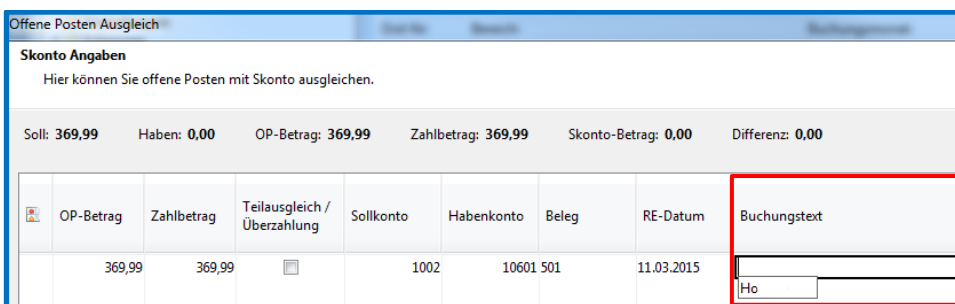 Offene Posten Ausgleich
Skonto Angaben
Hier können Sie offene Posten mit Skonto ausgleichen.
Soll: 369,99 Haben: 0,00 OP-Betrag: 369,99 Zahlbetrag: 369,99 Skonto-Betrag: 0,00 Differenz: 0,00
OP-Betrag Zahlbetrag Teilausgleich / Überzahlung Sollkonto Habenkonto Beleg RE-Datum Buchungstext
369,99 369,99 1002 10601 501 11.03.2015
Ho